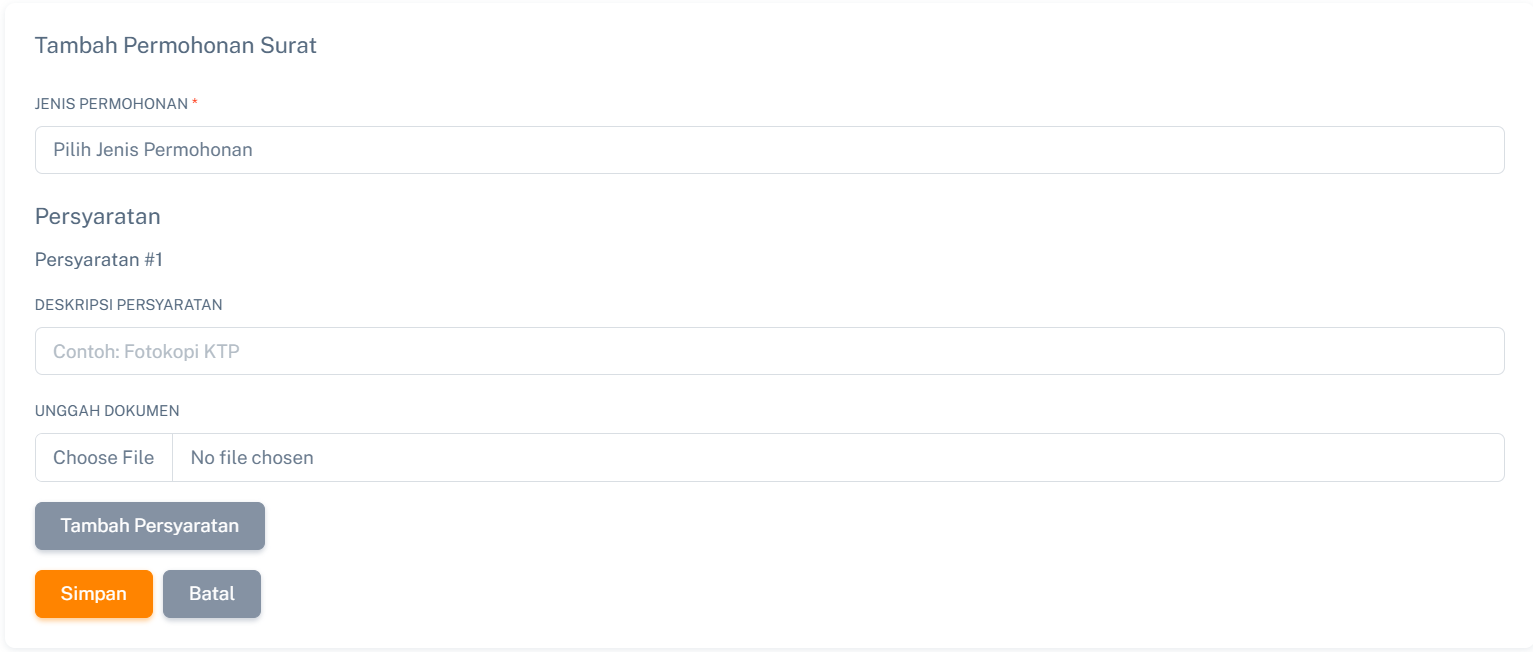 Tambah Permohonan Surat
JENIS PERMOHONAN *
Pilih Jenis Permohonan
Persyaratan
Persyaratan #1
DESKRIPSI PERSYARATAN
Contoh: Fotokopi KTP
UNGGAH DOKUMEN
Choose File No file chosen
Tambah Persyaratan
Simpan Batal